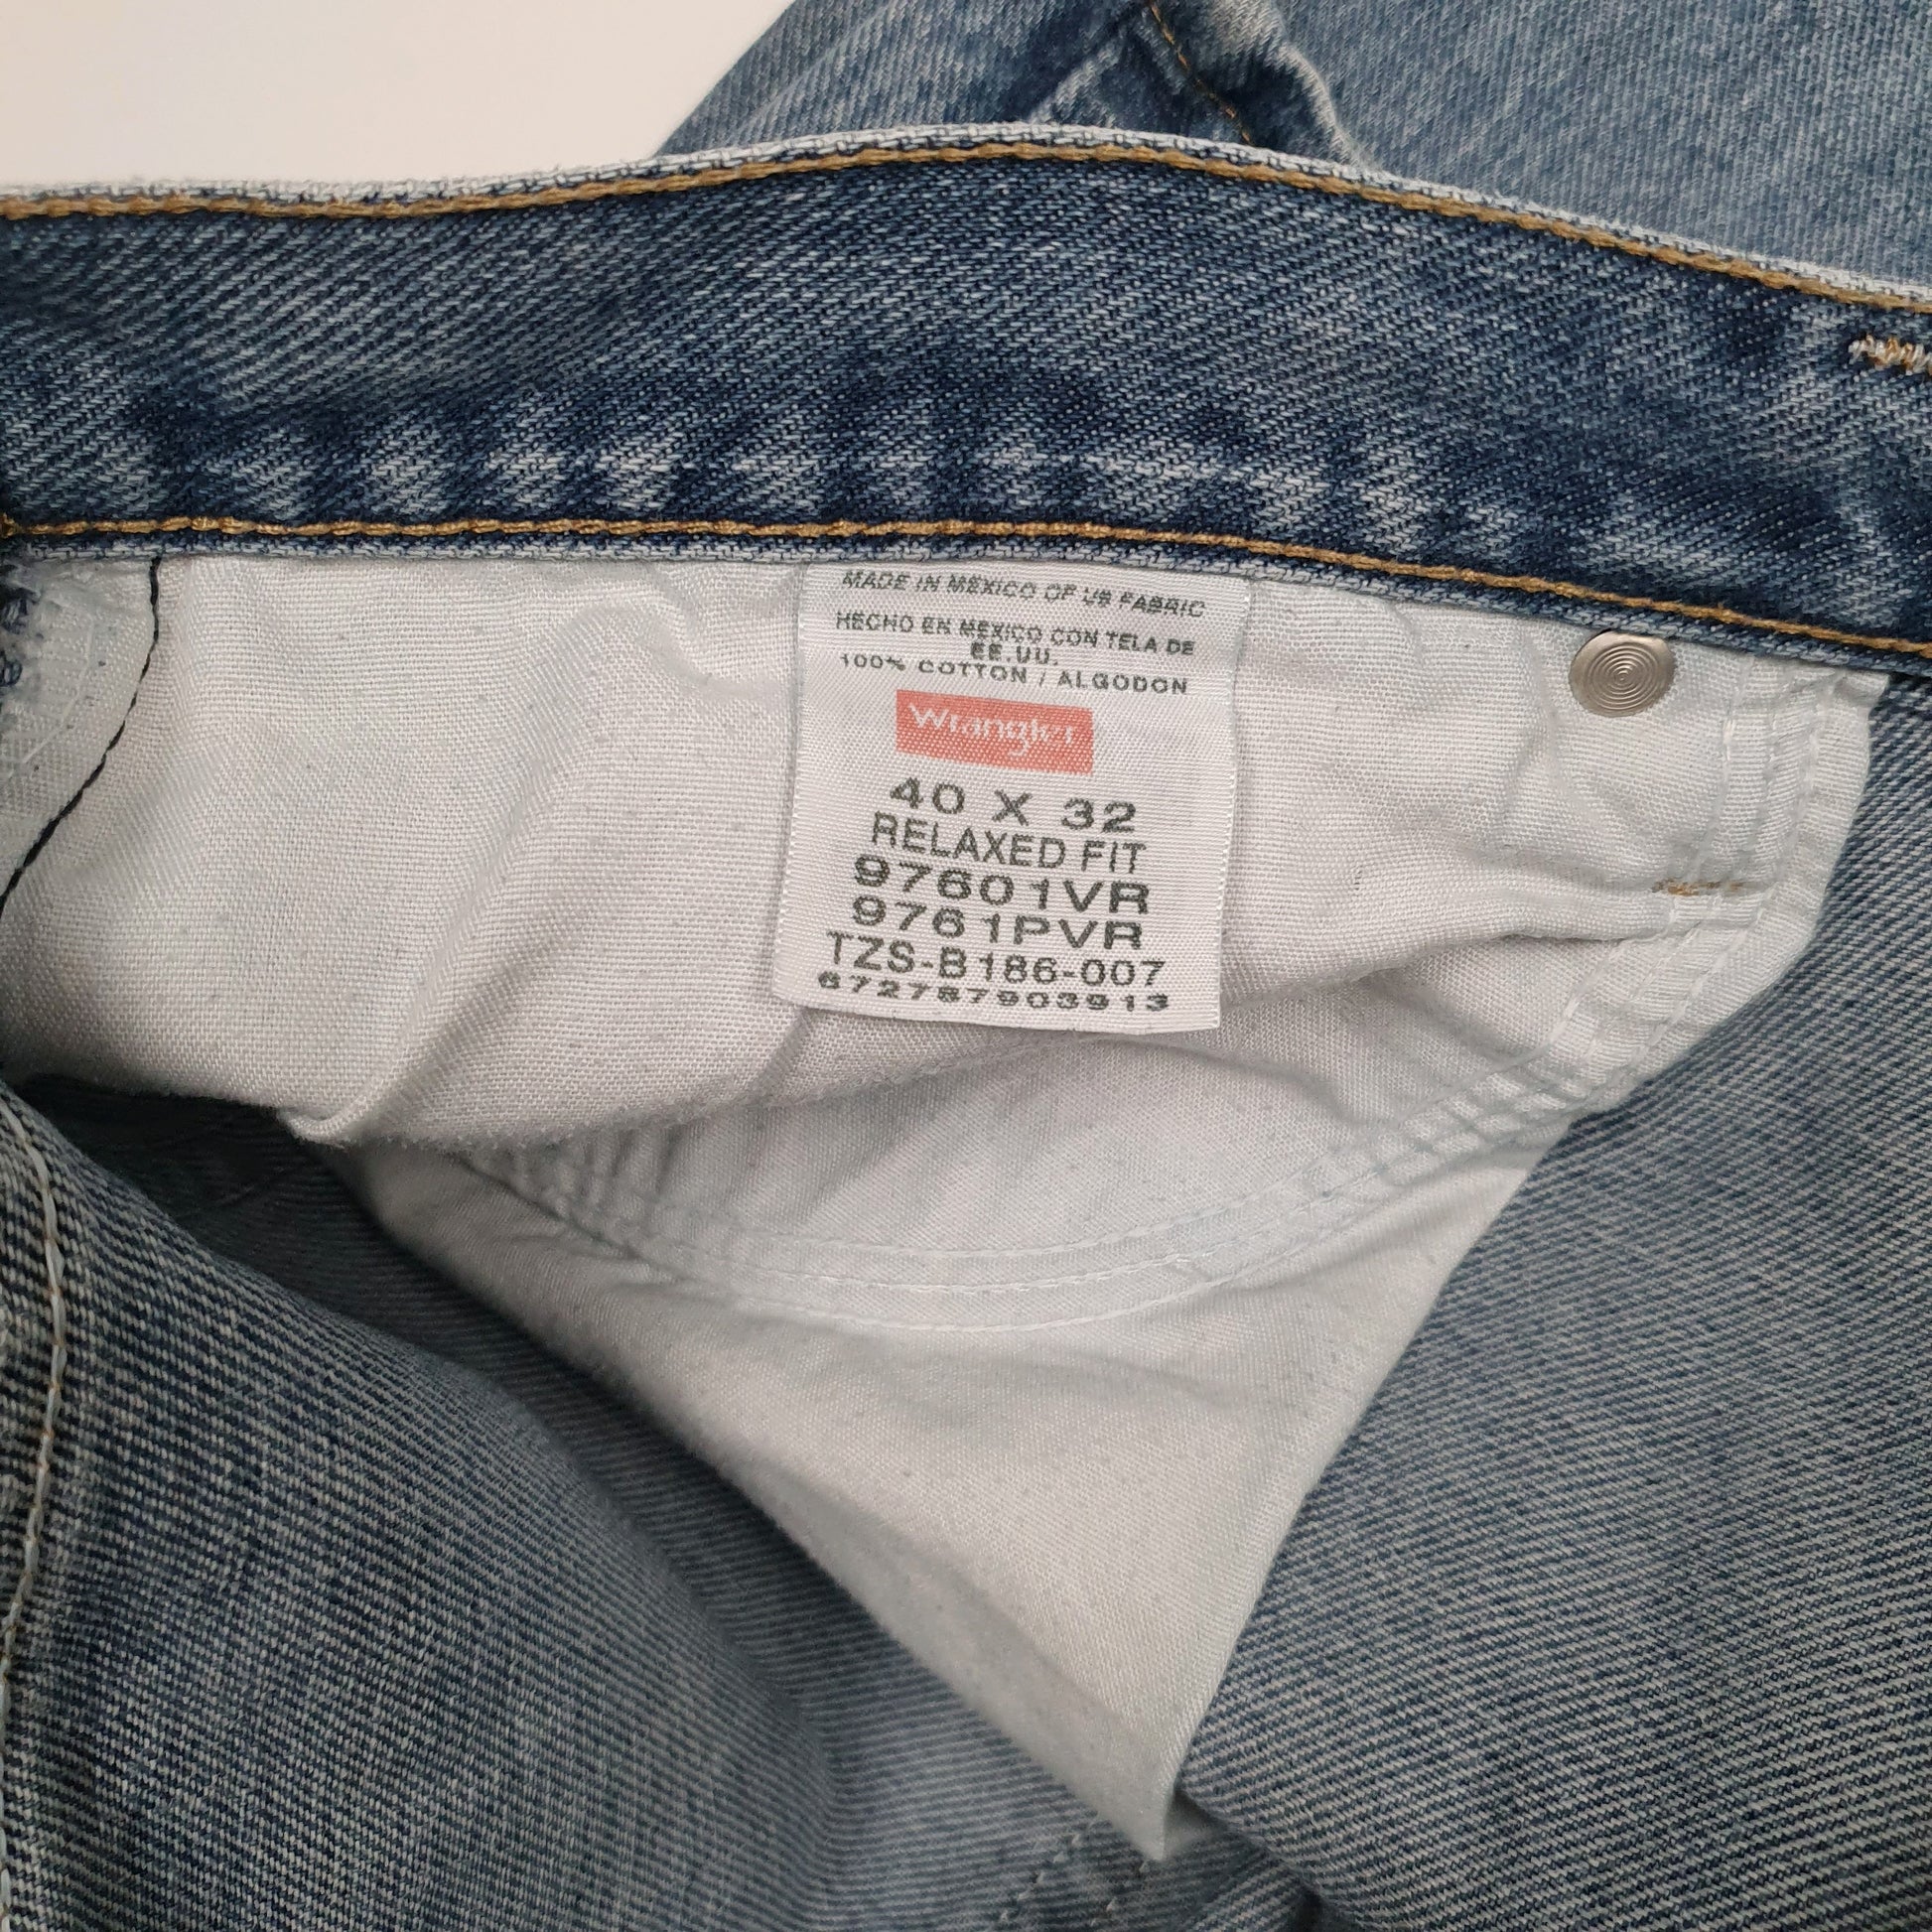 MADE IN MEXICO OF US FABRIC
HECHO EN MEXICO CON TELA DE
EE.UU.
100% COTTON / ALGODON
Wrangler
40 X 32
RELAXED FIT
97601VR
9761PVR
TZS-B186-007
672787903913